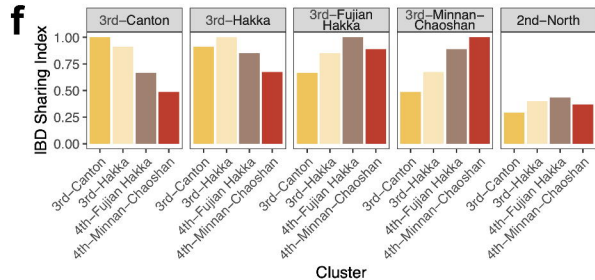 f
3rd–Canton
3rd–Hakka
3rd–Fujian
Hakka
3rd–Minnan–
Chaoshan
2nd–North
IBD Sharing Index
1.00
0.75
0.50
0.25
0.00
3rd–Canton
3rd–Hakka
4th–Fujian Hakka
4th–Minnan–Chaoshan
3rd–Canton
3rd–Hakka
4th–Fujian Hakka
4th–Minnan–Chaoshan
3rd–Canton
3rd–Hakka
4th–Fujian Hakka
4th–Minnan–Chaoshan
3rd–Canton
3rd–Hakka
4th–Fujian Hakka
4th–Minnan–Chaoshan
3rd–Canton
3rd–Hakka
4th–Fujian Hakka
4th–Minnan–Chaoshan
Cluster